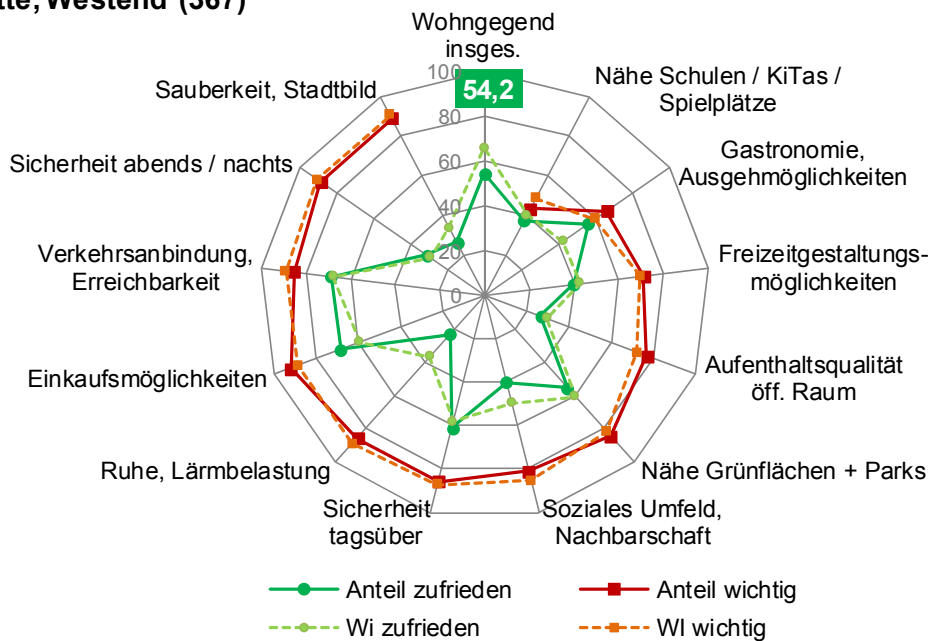 Westend (367)
Wohngegend
insges.
54,2
Nähe Schulen / KiTas /
Spielplätze
Gastronomie,
Ausgehmöglichkeiten
Freizeitgestaltungs-
möglichkeiten
Aufenthaltsqualität
öff. Raum
Nähe Grünflächen + Parks
Soziales Umfeld,
Nachbarschaft
Sicherheit
tagsüber
Ruhe, Lärmbelastung
Einkaufsmöglichkeiten
Verkehrsanbindung,
Erreichbarkeit
Sicherheit abends / nachts
Sauberkeit, Stadtbild
100
80
60
40
20
0
Anteil zufrieden
Anteil wichtig
Wi zufrieden
WI wichtig